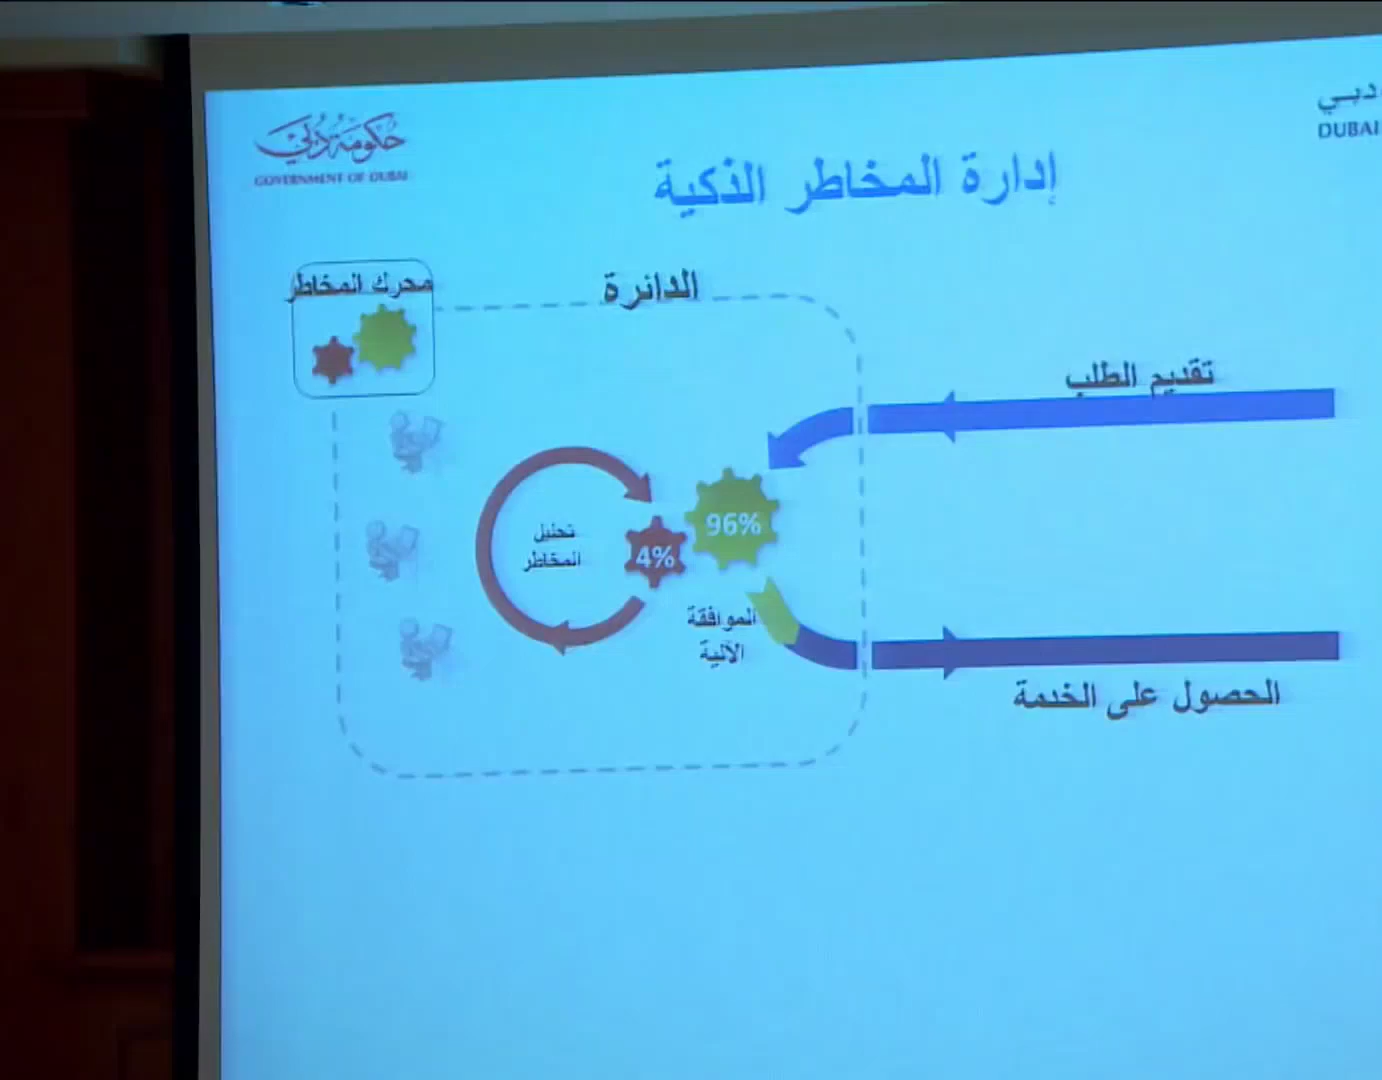 حكومة دبي
GOVERNMENT OF DUBAI
دبي
DUBAI
إدارة المخاطر الذكية
محرك المخاطر
الدائرة
تقديم الطلب
96%
4%
تحليل
المخاطر
الموافقة
الآلية
الحصول على الخدمة